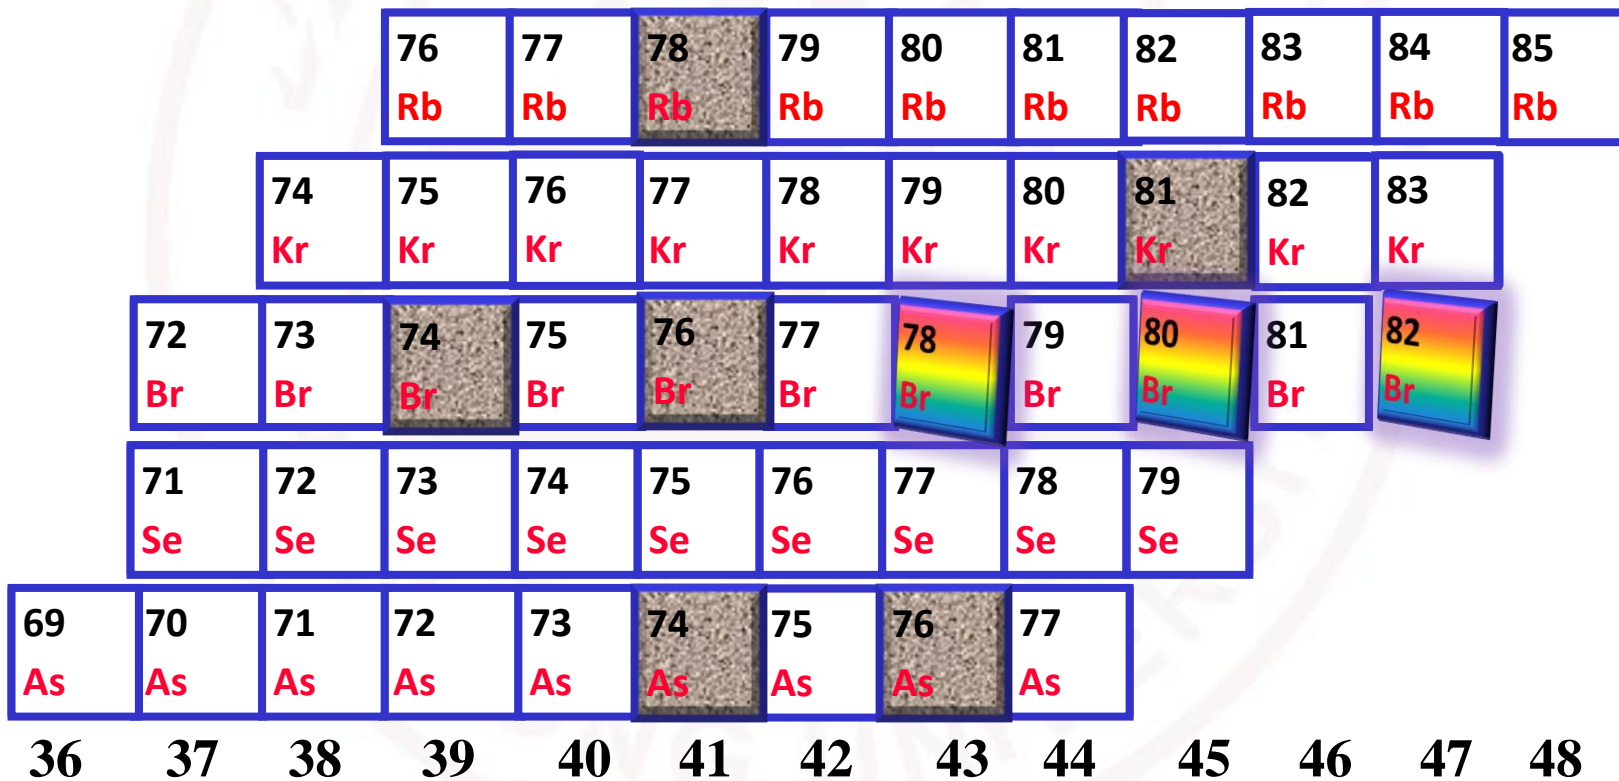 76 77 78 79 80 81 82 83 84 85
Rb Rb Rb Rb Rb Rb Rb Rb Rb Rb
74 75 76 77 78 79 80 81 82 83
Kr Kr Kr Kr Kr Kr Kr Kr Kr Kr
72 73 74 75 76 77 78 79 80 81 82
Br Br Br Br Br Br Br Br Br Br Br
71 72 73 74 75 76 77 78 79
Se Se Se Se Se Se Se Se Se
69 70 71 72 73 74 75 76 77
As As As As As As As As As
36 37 38 39 40 41 42 43 44 45 46 47 48